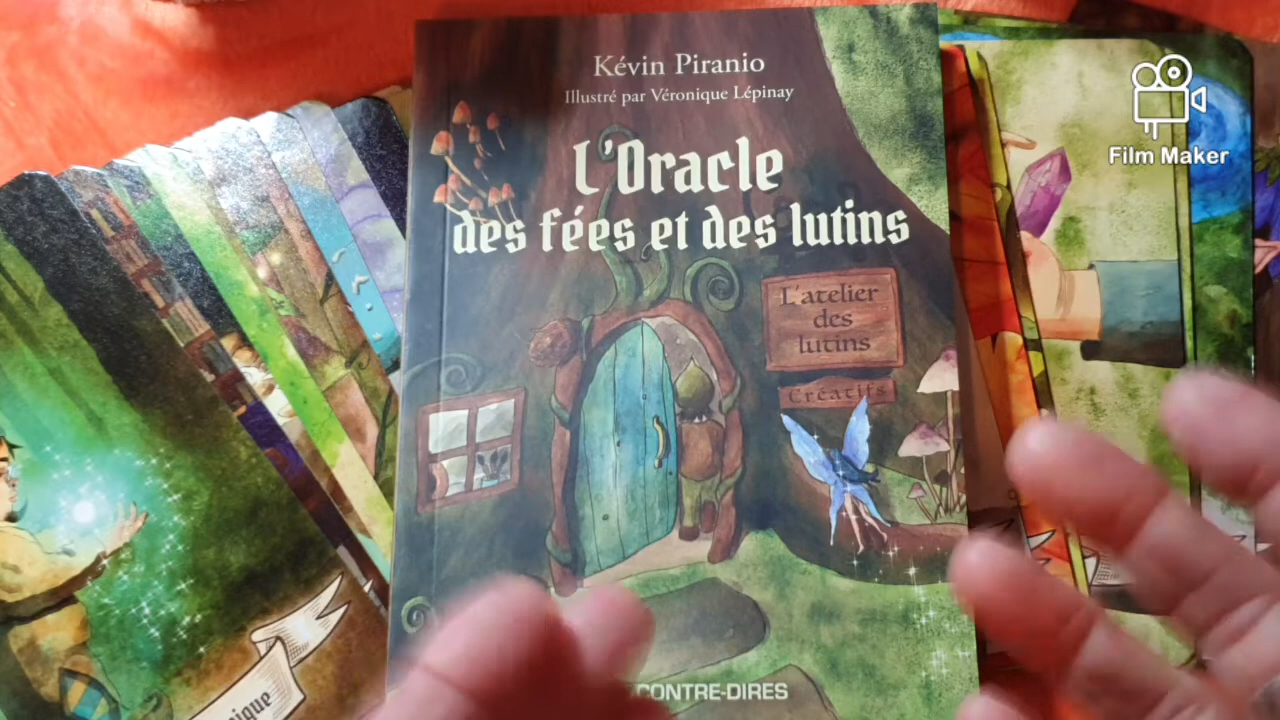 Kévin Piranio
Illustré par Véronique Lépinay
L'Oracle
des fées et des lutins
L'atelier
des
lutins
Créatifs
CONTRE-DIRES
Film Maker